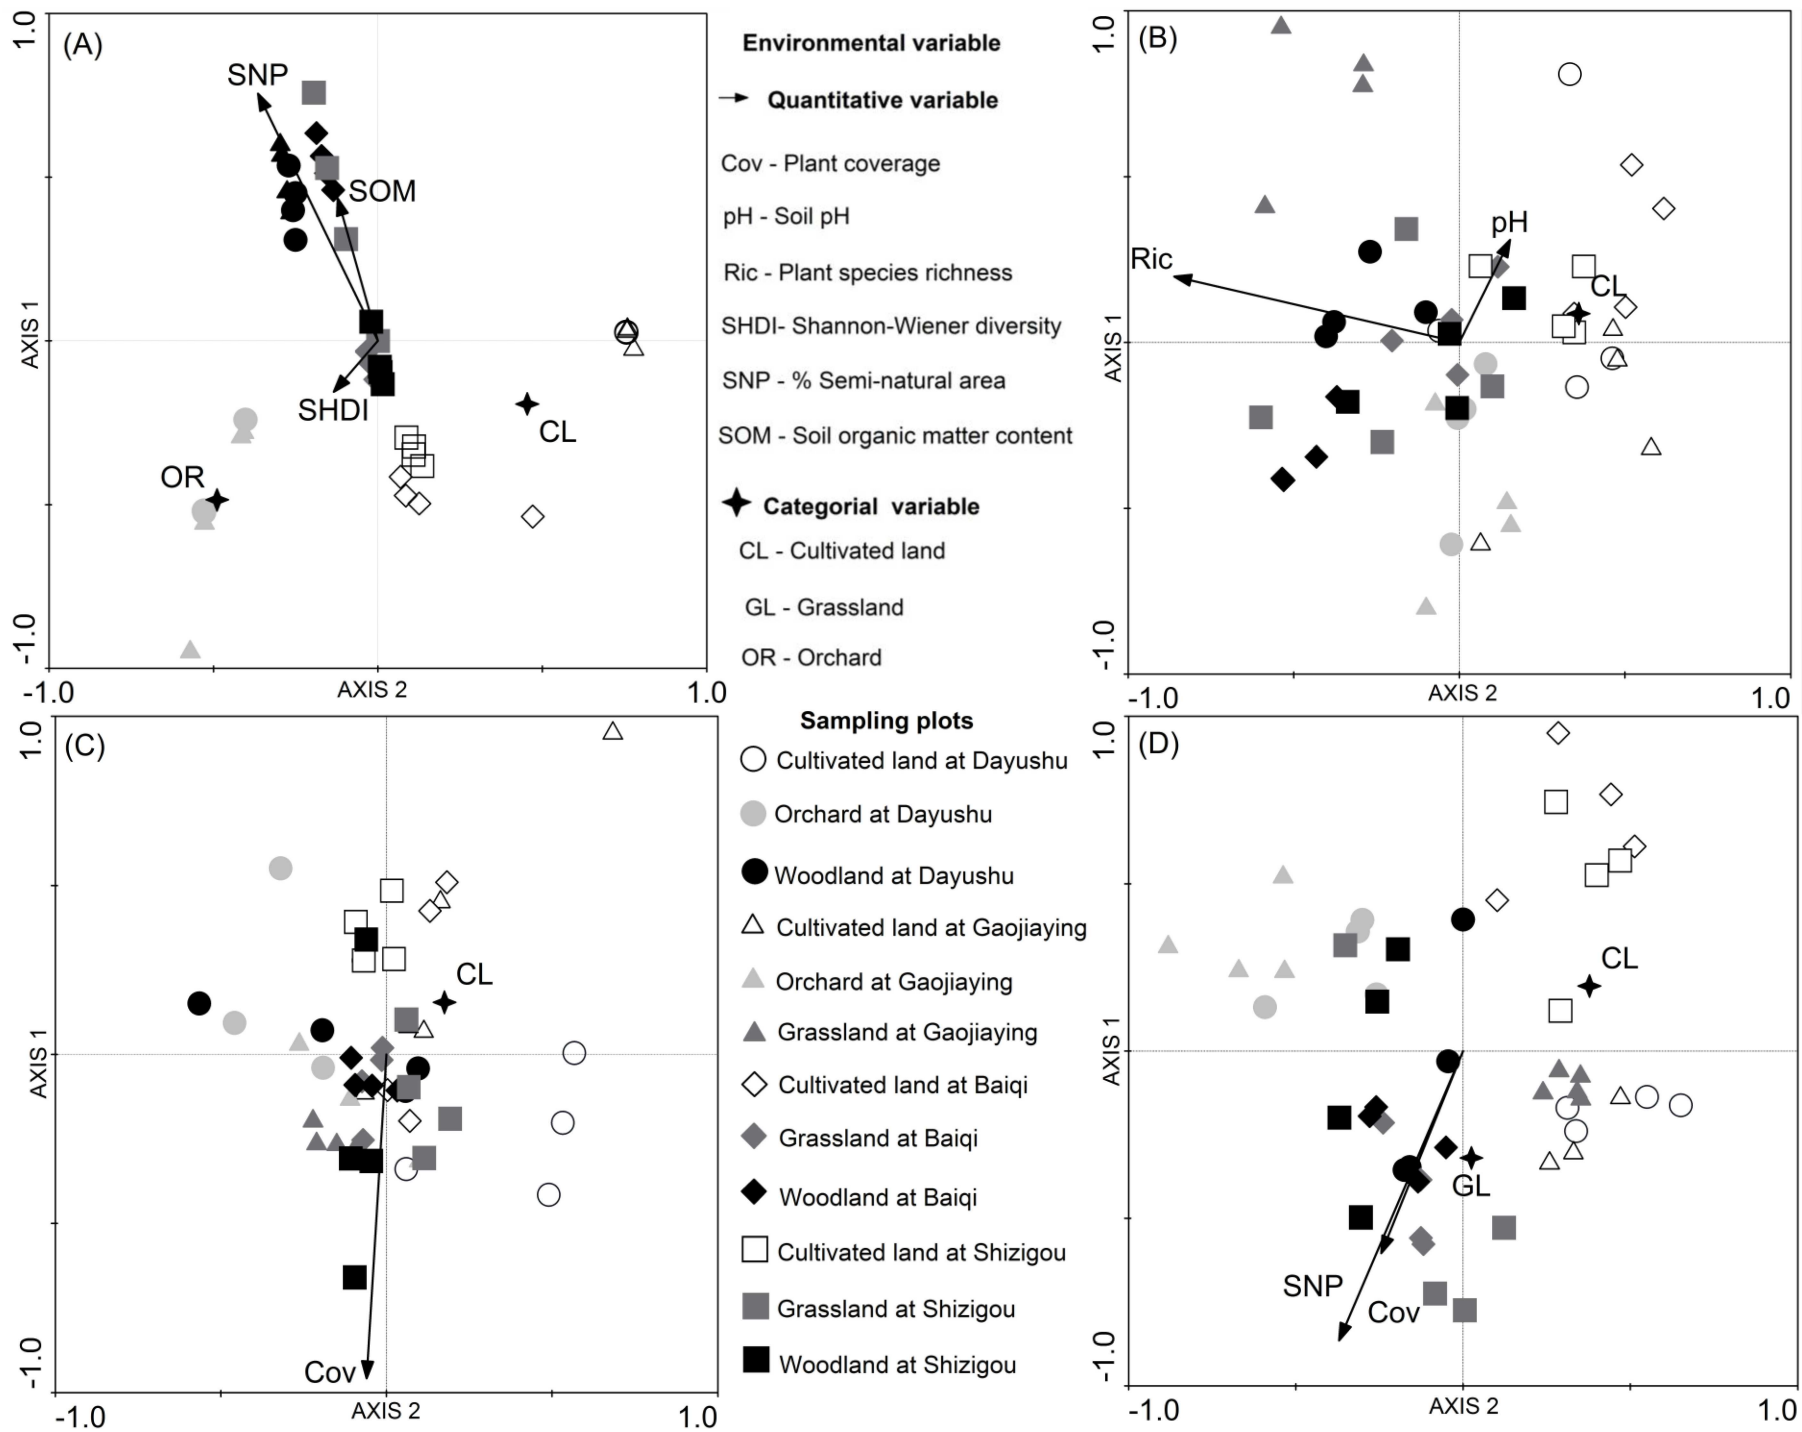 (A)
1.0
AXIS 1
-1.0
SNP
SOM
SHDI
CL
OR
-1.0
AXIS 2
1.0
Environmental variable
Quantitative variable
Cov - Plant coverage
pH - Soil pH
Ric - Plant species richness
SHDI- Shannon-Wiener diversity
SNP - % Semi-natural area
SOM - Soil organic matter content
Categorial variable
CL - Cultivated land
GL - Grassland
OR - Orchard
(B)
1.0
AXIS 1
-1.0
Ric
pH
CL
-1.0
AXIS 2
1.0
(C)
1.0
AXIS 1
-1.0
CL
Cov
-1.0
AXIS 2
1.0
Sampling plots
Cultivated land at Dayushu
Orchard at Dayushu
Woodland at Dayushu
Cultivated land at Gaojiaying
Orchard at Gaojiaying
Grassland at Gaojiaying
Cultivated land at Baiqi
Grassland at Baiqi
Woodland at Baiqi
Cultivated land at Shizigou
Grassland at Shizigou
Woodland at Shizigou
(D)
1.0
AXIS 1
-1.0
CL
GL
SNP
Cov
-1.0
AXIS 2
1.0